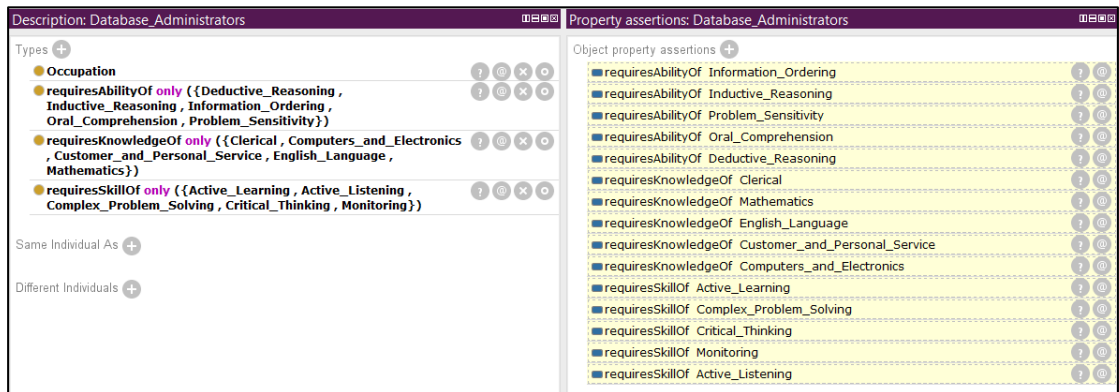 Description: Database_Administrators
Types
Occupation
requiresAbilityOf only ({Deductive_Reasoning ,
Inductive_Reasoning , Information_Ordering ,
Oral_Comprehension , Problem_Sensitivity})
requiresKnowledgeOf only ({Clerical , Computers_and_Electronics
, Customer_and_Personal_Service , English_Language ,
Mathematics})
requiresSkillOf only ({Active_Learning , Active_Listening ,
Complex_Problem_Solving , Critical_Thinking , Monitoring})
Same Individual As
Different Individuals
Property assertions: Database_Administrators
Object property assertions
requiresAbilityOf Information_Ordering
requiresAbilityOf Inductive_Reasoning
requiresAbilityOf Problem_Sensitivity
requiresAbilityOf Oral_Comprehension
requiresAbilityOf Deductive_Reasoning
requiresKnowledgeOf Clerical
requiresKnowledgeOf Mathematics
requiresKnowledgeOf English_Language
requiresKnowledgeOf Customer_and_Personal_Service
requiresKnowledgeOf Computers_and_Electronics
requiresSkillOf Active_Learning
requiresSkillOf Complex_Problem_Solving
requiresSkillOf Critical_Thinking
requiresSkillOf Monitoring
requiresSkillOf Active_Listening